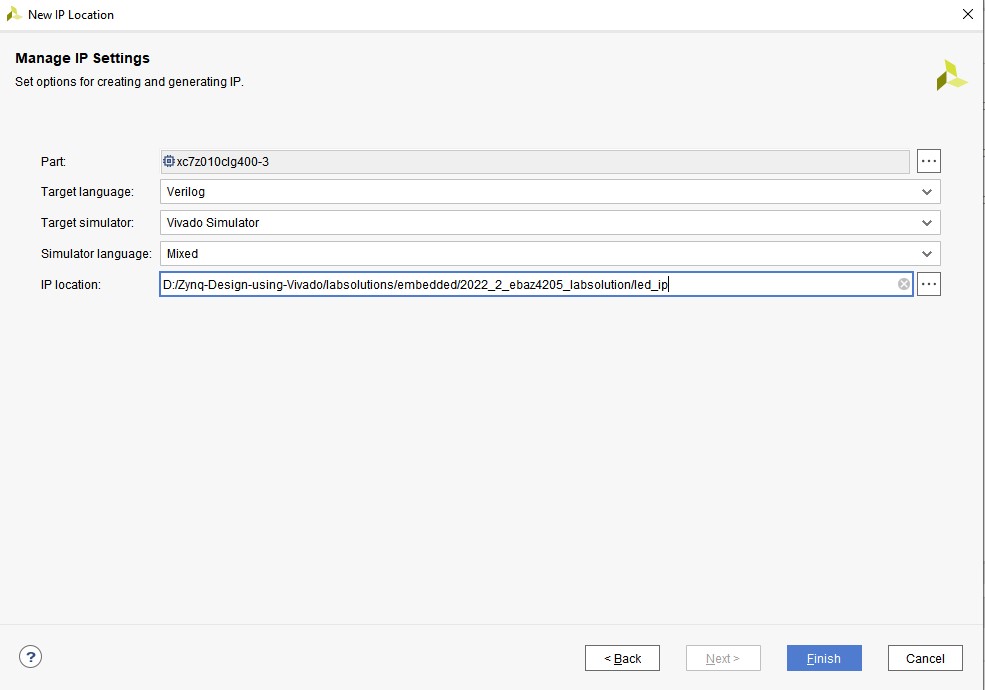 New IP Location
Manage IP Settings
Set options for creating and generating IP.
Part: xc7z010clg400-3
Target language: Verilog
Target simulator: Vivado Simulator
Simulator language: Mixed
IP location: D:/Zynq-Design-using-Vivado/labsolutions/embedded/2022_2_ebaz4205_labsolution/led_ip
? < Back Next > Finish Cancel